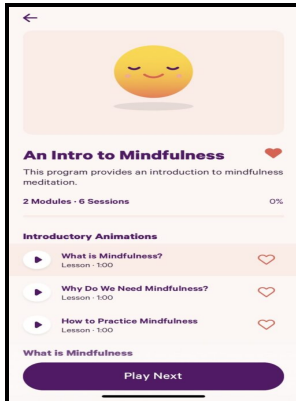 An Intro to Mindfulness
This program provides an introduction to mindfulness
meditation.
2 Modules · 6 Sessions 0%
Introductory Animations
What is Mindfulness?
Lesson · 1:00
Why Do We Need Mindfulness?
Lesson · 1:00
How to Practice Mindfulness
Lesson · 1:00
What is Mindfulness
Play Next